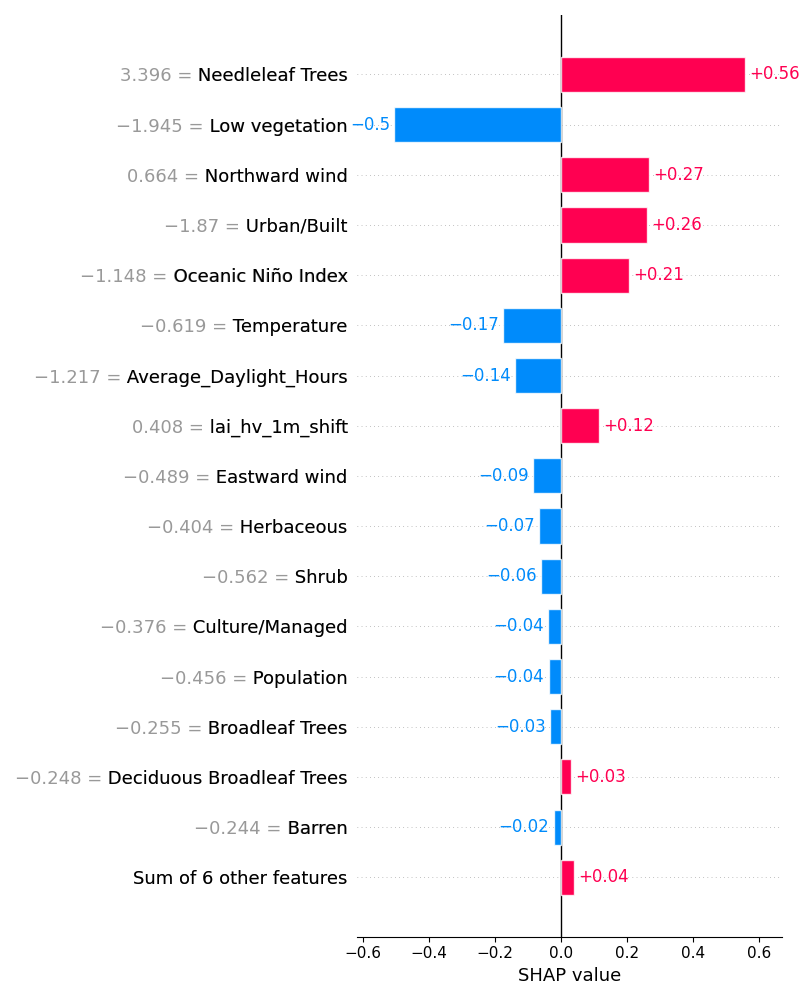 3.396 = Needleleaf Trees +0.56
−1.945 = Low vegetation −0.5
0.664 = Northward wind +0.27
−1.87 = Urban/Built +0.26
−1.148 = Oceanic Niño Index +0.21
−0.619 = Temperature −0.17
−1.217 = Average_Daylight_Hours −0.14
0.408 = lai_hv_1m_shift +0.12
−0.489 = Eastward wind −0.09
−0.404 = Herbaceous −0.07
−0.562 = Shrub −0.06
−0.376 = Culture/Managed −0.04
−0.456 = Population −0.04
−0.255 = Broadleaf Trees −0.03
−0.248 = Deciduous Broadleaf Trees +0.03
−0.244 = Barren −0.02
Sum of 6 other features +0.04
−0.6 −0.4 −0.2 0.0 0.2 0.4 0.6
SHAP value